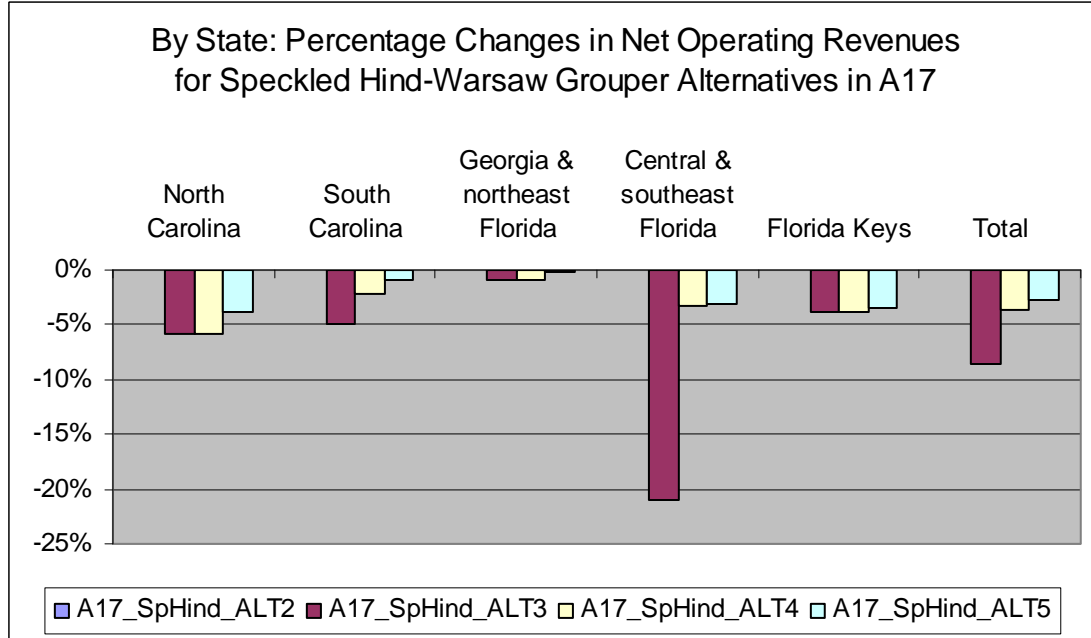 By State: Percentage Changes in Net Operating Revenues
for Speckled Hind-Warsaw Grouper Alternatives in A17
North
Carolina
South
Carolina
Georgia &
northeast
Florida
Central &
southeast
Florida
Florida Keys
Total
0%
-5%
-10%
-15%
-20%
-25%
A17_SpHind_ALT2 A17_SpHind_ALT3 A17_SpHind_ALT4 A17_SpHind_ALT5